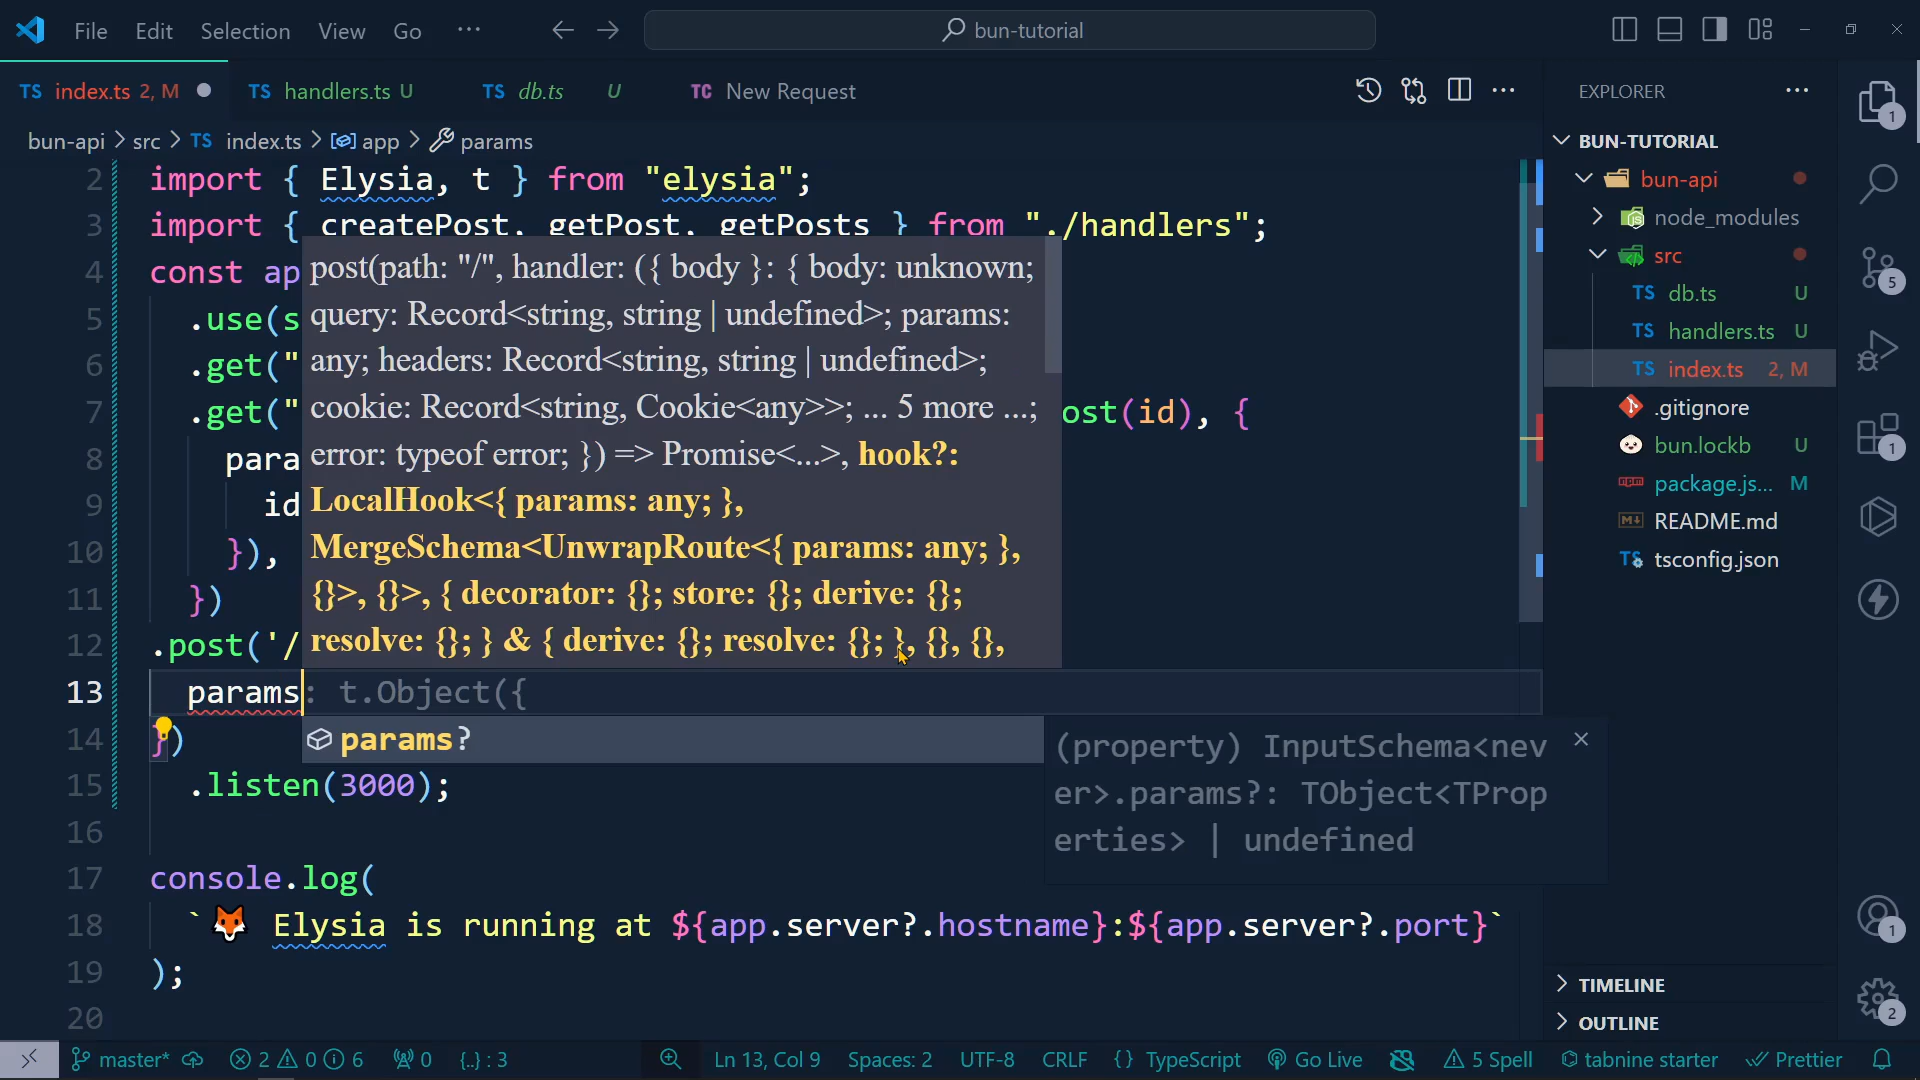 File Edit Selection View Go ··· bun-tutorial
TS index.ts 2, M TS handlers.ts U TS db.ts U TC New Request
bun-api > src > TS index.ts > app > params
2 import { Elysia, t } from "elysia";
3 import { createPost, getPost, getPosts } from "./handlers";
4 const ap
5 .use(s
6 .get("
7 .get(" ost(id), {
8 para
9 id
10 }),
11 })
12 .post('/
post(path: "/", handler: ({ body }: { body: unknown;
query: Record<string, string | undefined>; params:
any; headers: Record<string, string | undefined>;
cookie: Record<string, Cookie<any>>; ... 5 more ...;
error: typeof error; }) => Promise<...>, hook?:
LocalHook<{ params: any; },
MergeSchema<UnwrapRoute<{ params: any; },
{}>, {}>, { decorator: {}; store: {}; derive: {};
resolve: {}; } & { derive: {}; resolve: {}; }, {}, {},
13 params: t.Object({
14 })
params?
(property) InputSchema<nev
er>.params?: TObject<TProp
erties> | undefined
15 .listen(3000);
16
17 console.log(
18 `🦊 Elysia is running at ${app.server?.hostname}:${app.server?.port}`
19 );
20
EXPLORER
BUN-TUTORIAL
bun-api
node_modules
src
TS db.ts U
TS handlers.ts U
TS index.ts 2, M
.gitignore
bun.lockb U
package.js... M
README.md
tsconfig.json
TIMELINE
OUTLINE
1
5
1
1
2
master* 2 0 6 0 {..} : 3 Ln 13, Col 9 Spaces: 2 UTF-8 CRLF {} TypeScript Go Live 5 Spell tabnine starter Prettier